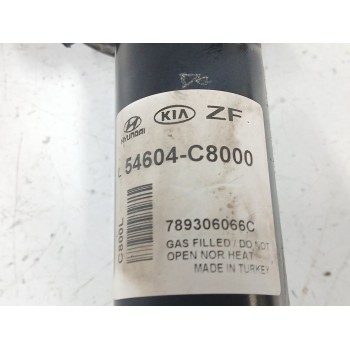 HYUNDAI KIA ZF
54604-C8000
C800L
789306066C
GAS FILLED / DO NOT
OPEN NOR HEAT
MADE IN TURKEY